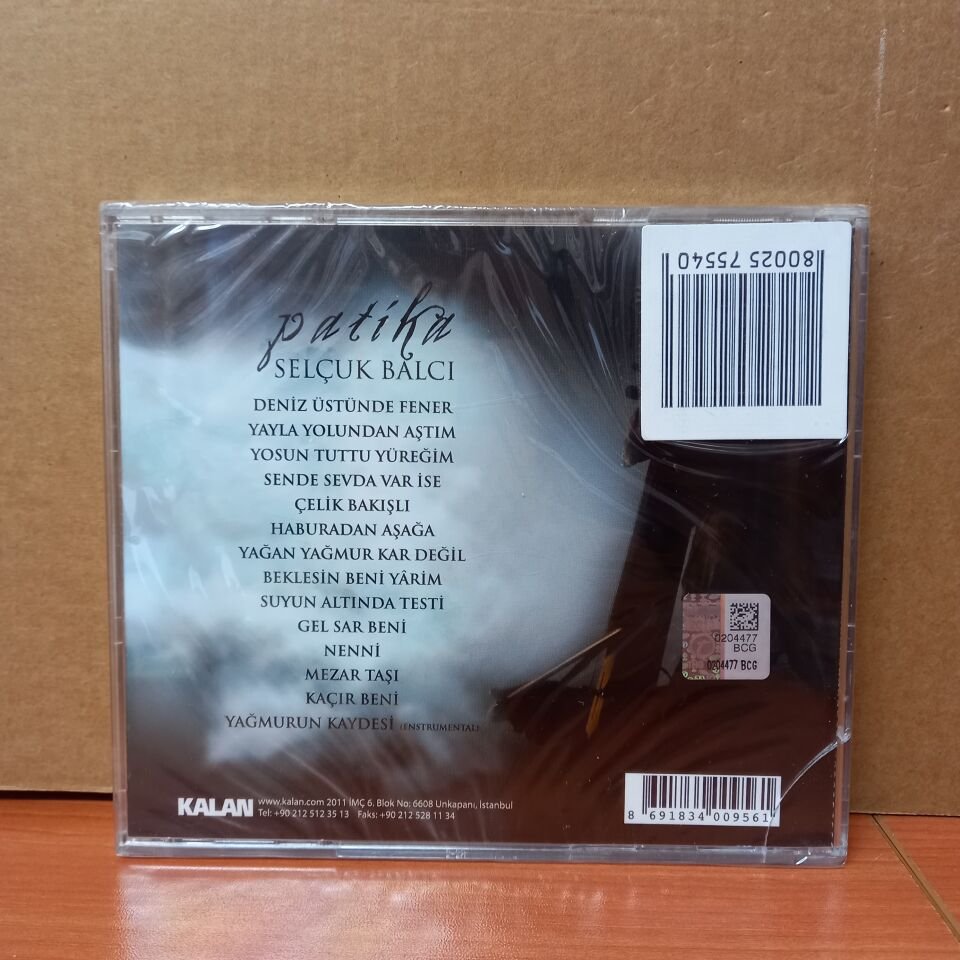 80025 75540
patika
SELÇUK BALCI
DENİZ ÜSTÜNDE FENER
YAYLA YOLUNDAN AŞTIM
YOSUN TUTTU YÜREĞİM
SENDE SEVDA VAR İSE
ÇELİK BAKIŞLI
HABURADAN AŞAĞA
YAĞAN YAĞMUR KAR DEĞİL
BEKLESİN BENİ YÂRİM
SUYUN ALTINDA TESTİ
GEL SAR BENİ
NENNİ
MEZAR TAŞI
KAÇIR BENİ
YAĞMURUN KAYDESİ (ENSTRUMENTAL)
0204477
BCG
0204477 BCG
KALAN www.kalan.com 2011 İMÇ 6. Blok No: 6608 Unkapanı, İstanbul
Tel: +90 212 512 35 13 Faks: +90 212 528 11 34
8 691834 009561